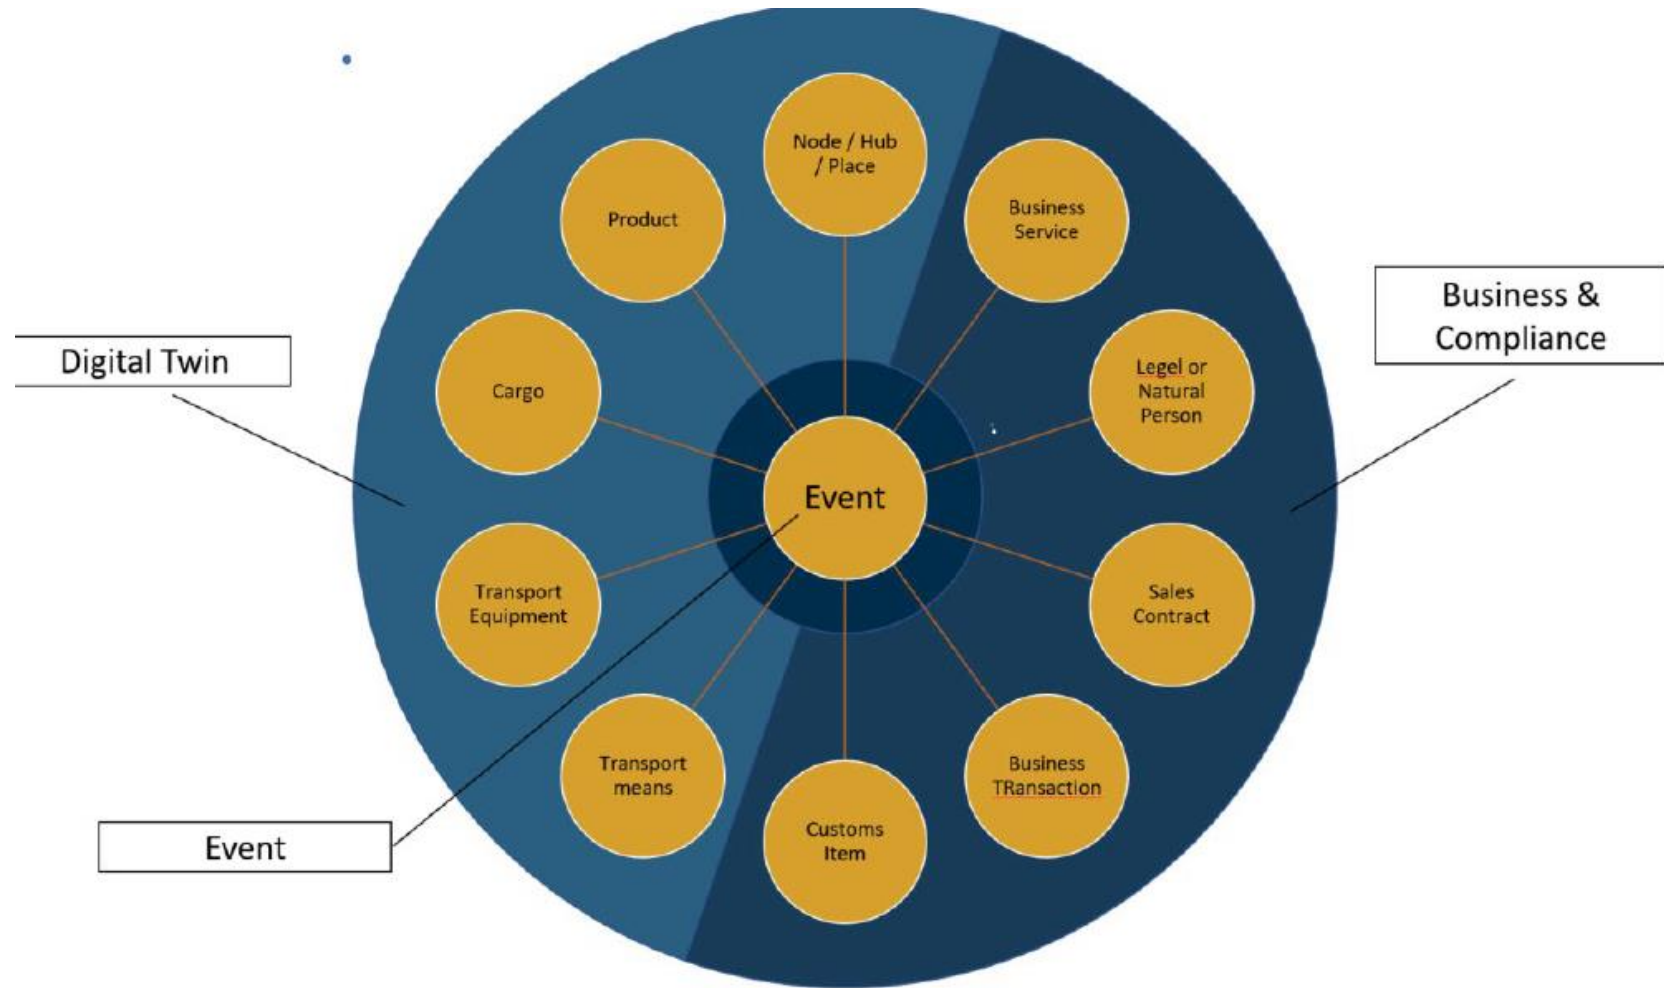 Node / Hub
/ Place
Product
Business
Service
Business &
Compliance
Digital Twin
Cargo
Legel or
Natural
Person
Event
Transport
Equipment
Sales
Contract
Transport
means
Business
TRansaction
Customs
Item
Event